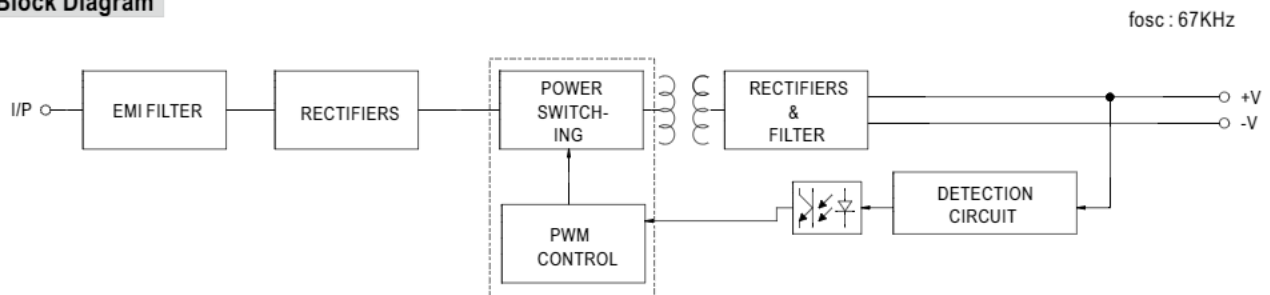 Block Diagram
fosc : 67KHz
I/P
EMI FILTER
RECTIFIERS
POWER
SWITCH-
ING
RECTIFIERS
&
FILTER
+V
-V
DETECTION
CIRCUIT
PWM
CONTROL